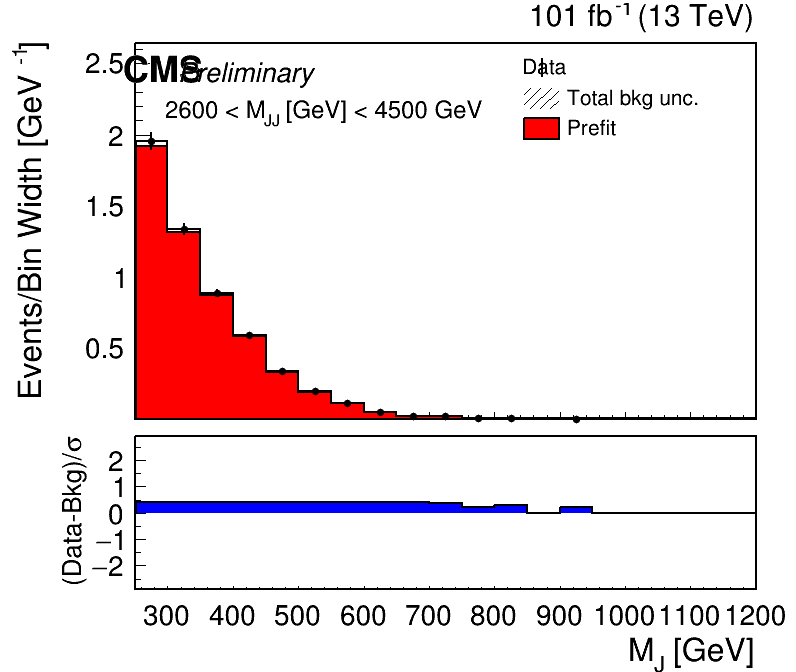 101 fb⁻¹ (13 TeV)
CMS Preliminary
2600 < M_JJ [GeV] < 4500 GeV
Data
Total bkg unc.
Prefit
Events/Bin Width [GeV⁻¹]
2.5
2
1.5
1
0.5
(Data-Bkg)/σ
2
1
0
−1
−2
300 400 500 600 700 800 900 1000 1100 1200
M_J [GeV]